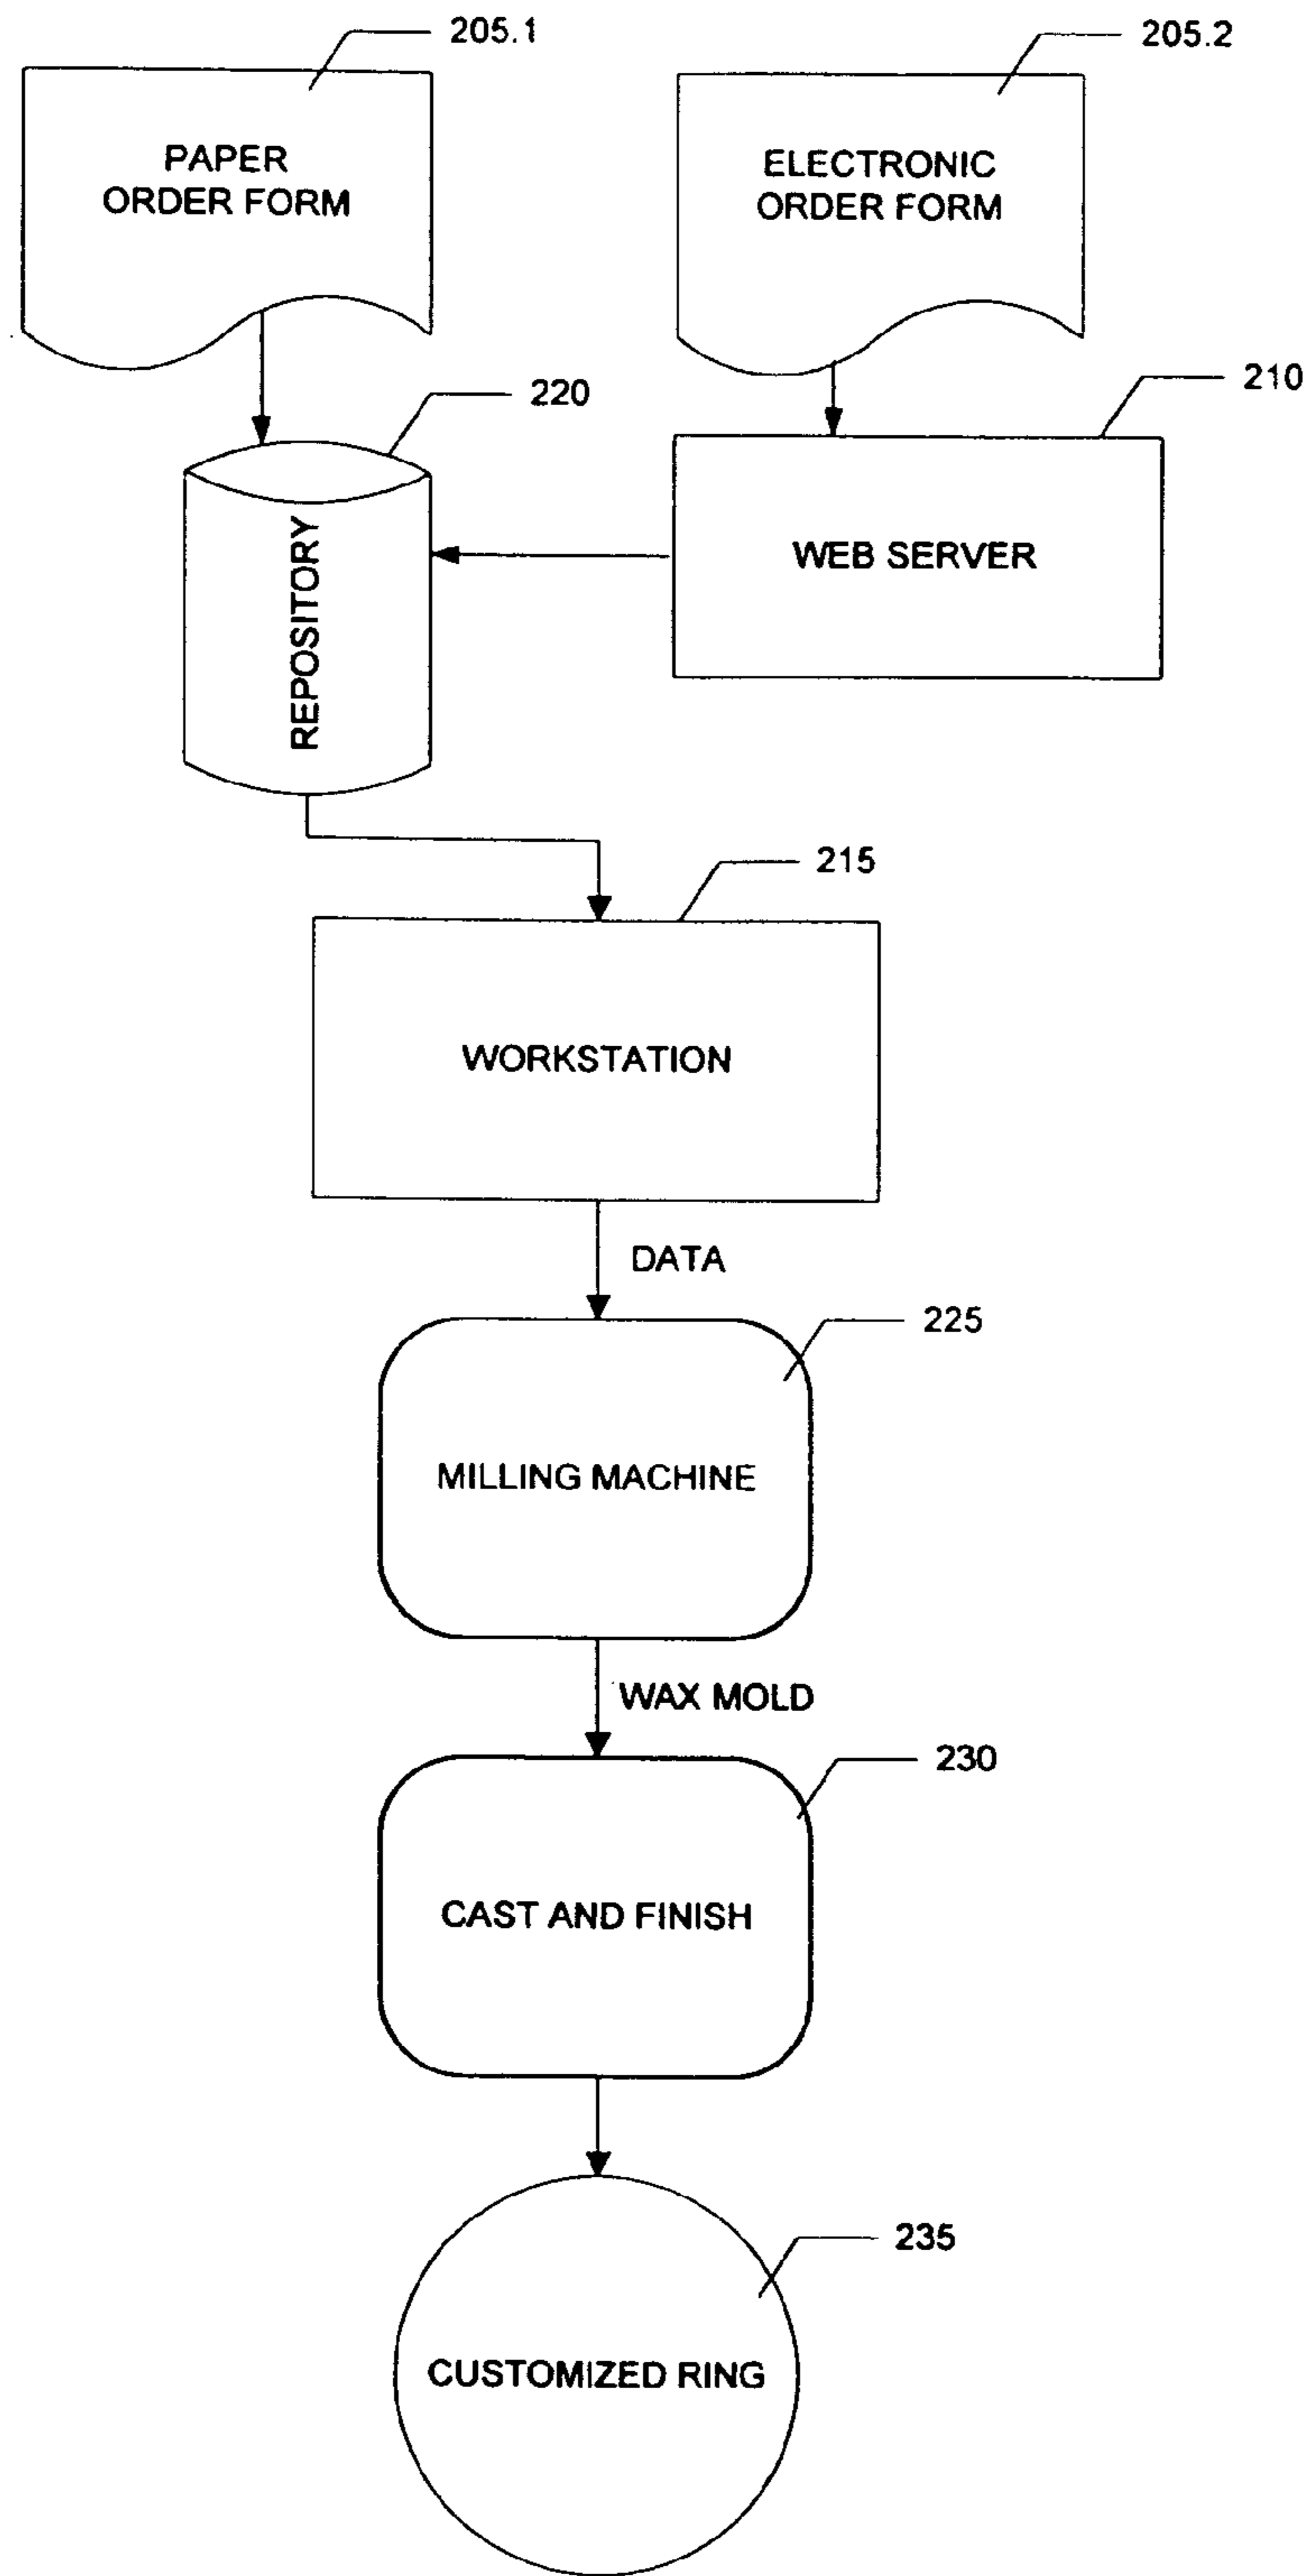 205.1
205.2
PAPER
ORDER FORM
ELECTRONIC
ORDER FORM
220
210
REPOSITORY
WEB SERVER
215
WORKSTATION
DATA
225
MILLING MACHINE
WAX MOLD
230
CAST AND FINISH
235
CUSTOMIZED RING